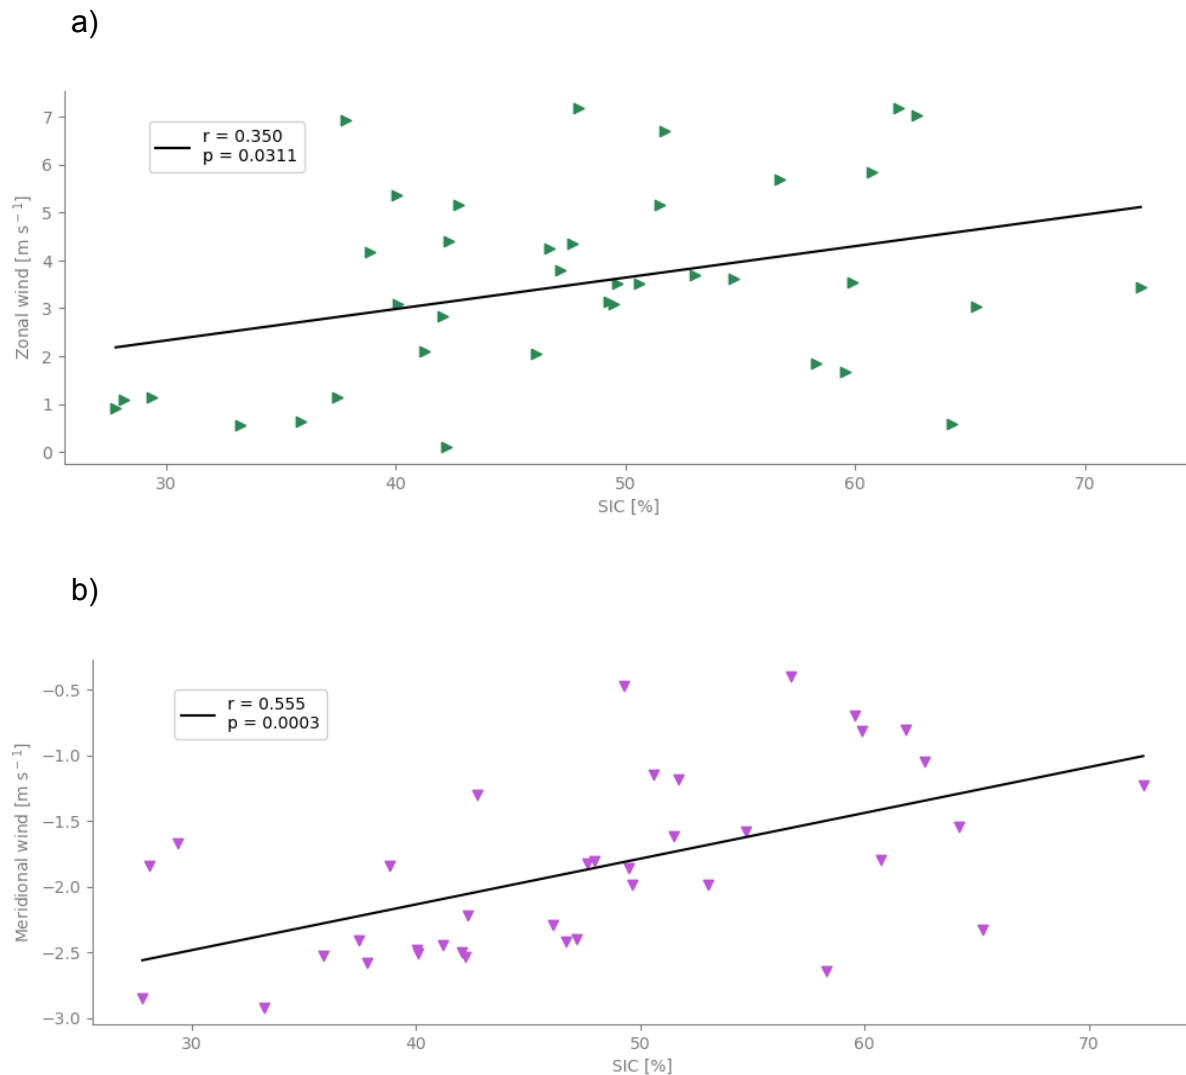 a)
r = 0.350
p = 0.0311
Zonal wind [m s⁻¹]
7
6
5
4
3
2
1
0
30 40 50 60 70
SIC [%]
b)
r = 0.555
p = 0.0003
Meridional wind [m s⁻¹]
−0.5
−1.0
−1.5
−2.0
−2.5
−3.0
30 40 50 60 70
SIC [%]